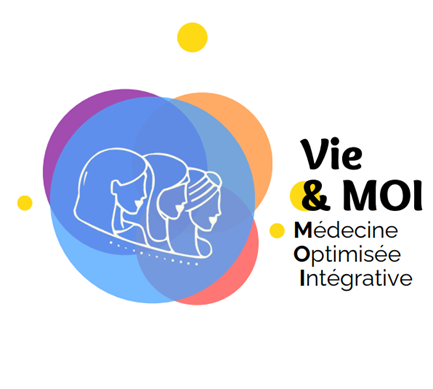 Vie
& MOI
Médecine
Optimisée
Intégrative